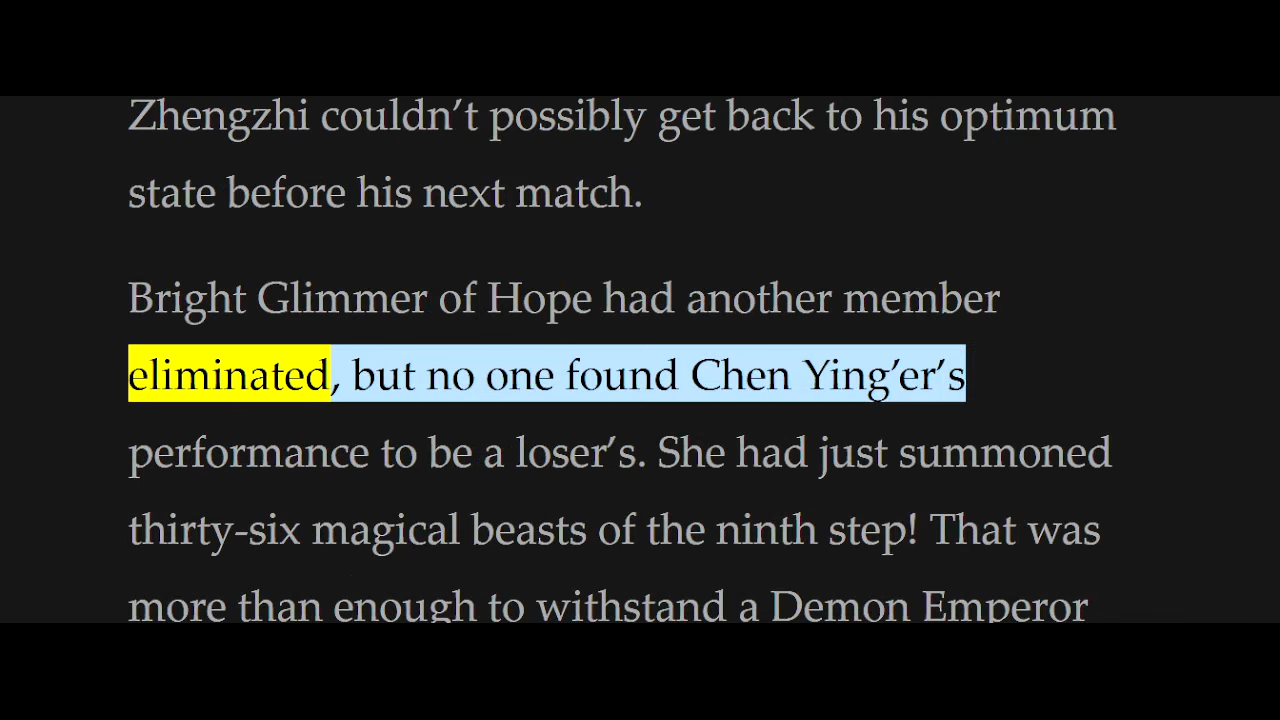 Zhengzhi couldn’t possibly get back to his optimum
state before his next match.
Bright Glimmer of Hope had another member
eliminated, but no one found Chen Ying’er’s
performance to be a loser’s. She had just summoned
thirty-six magical beasts of the ninth step! That was
more than enough to withstand a Demon Emperor